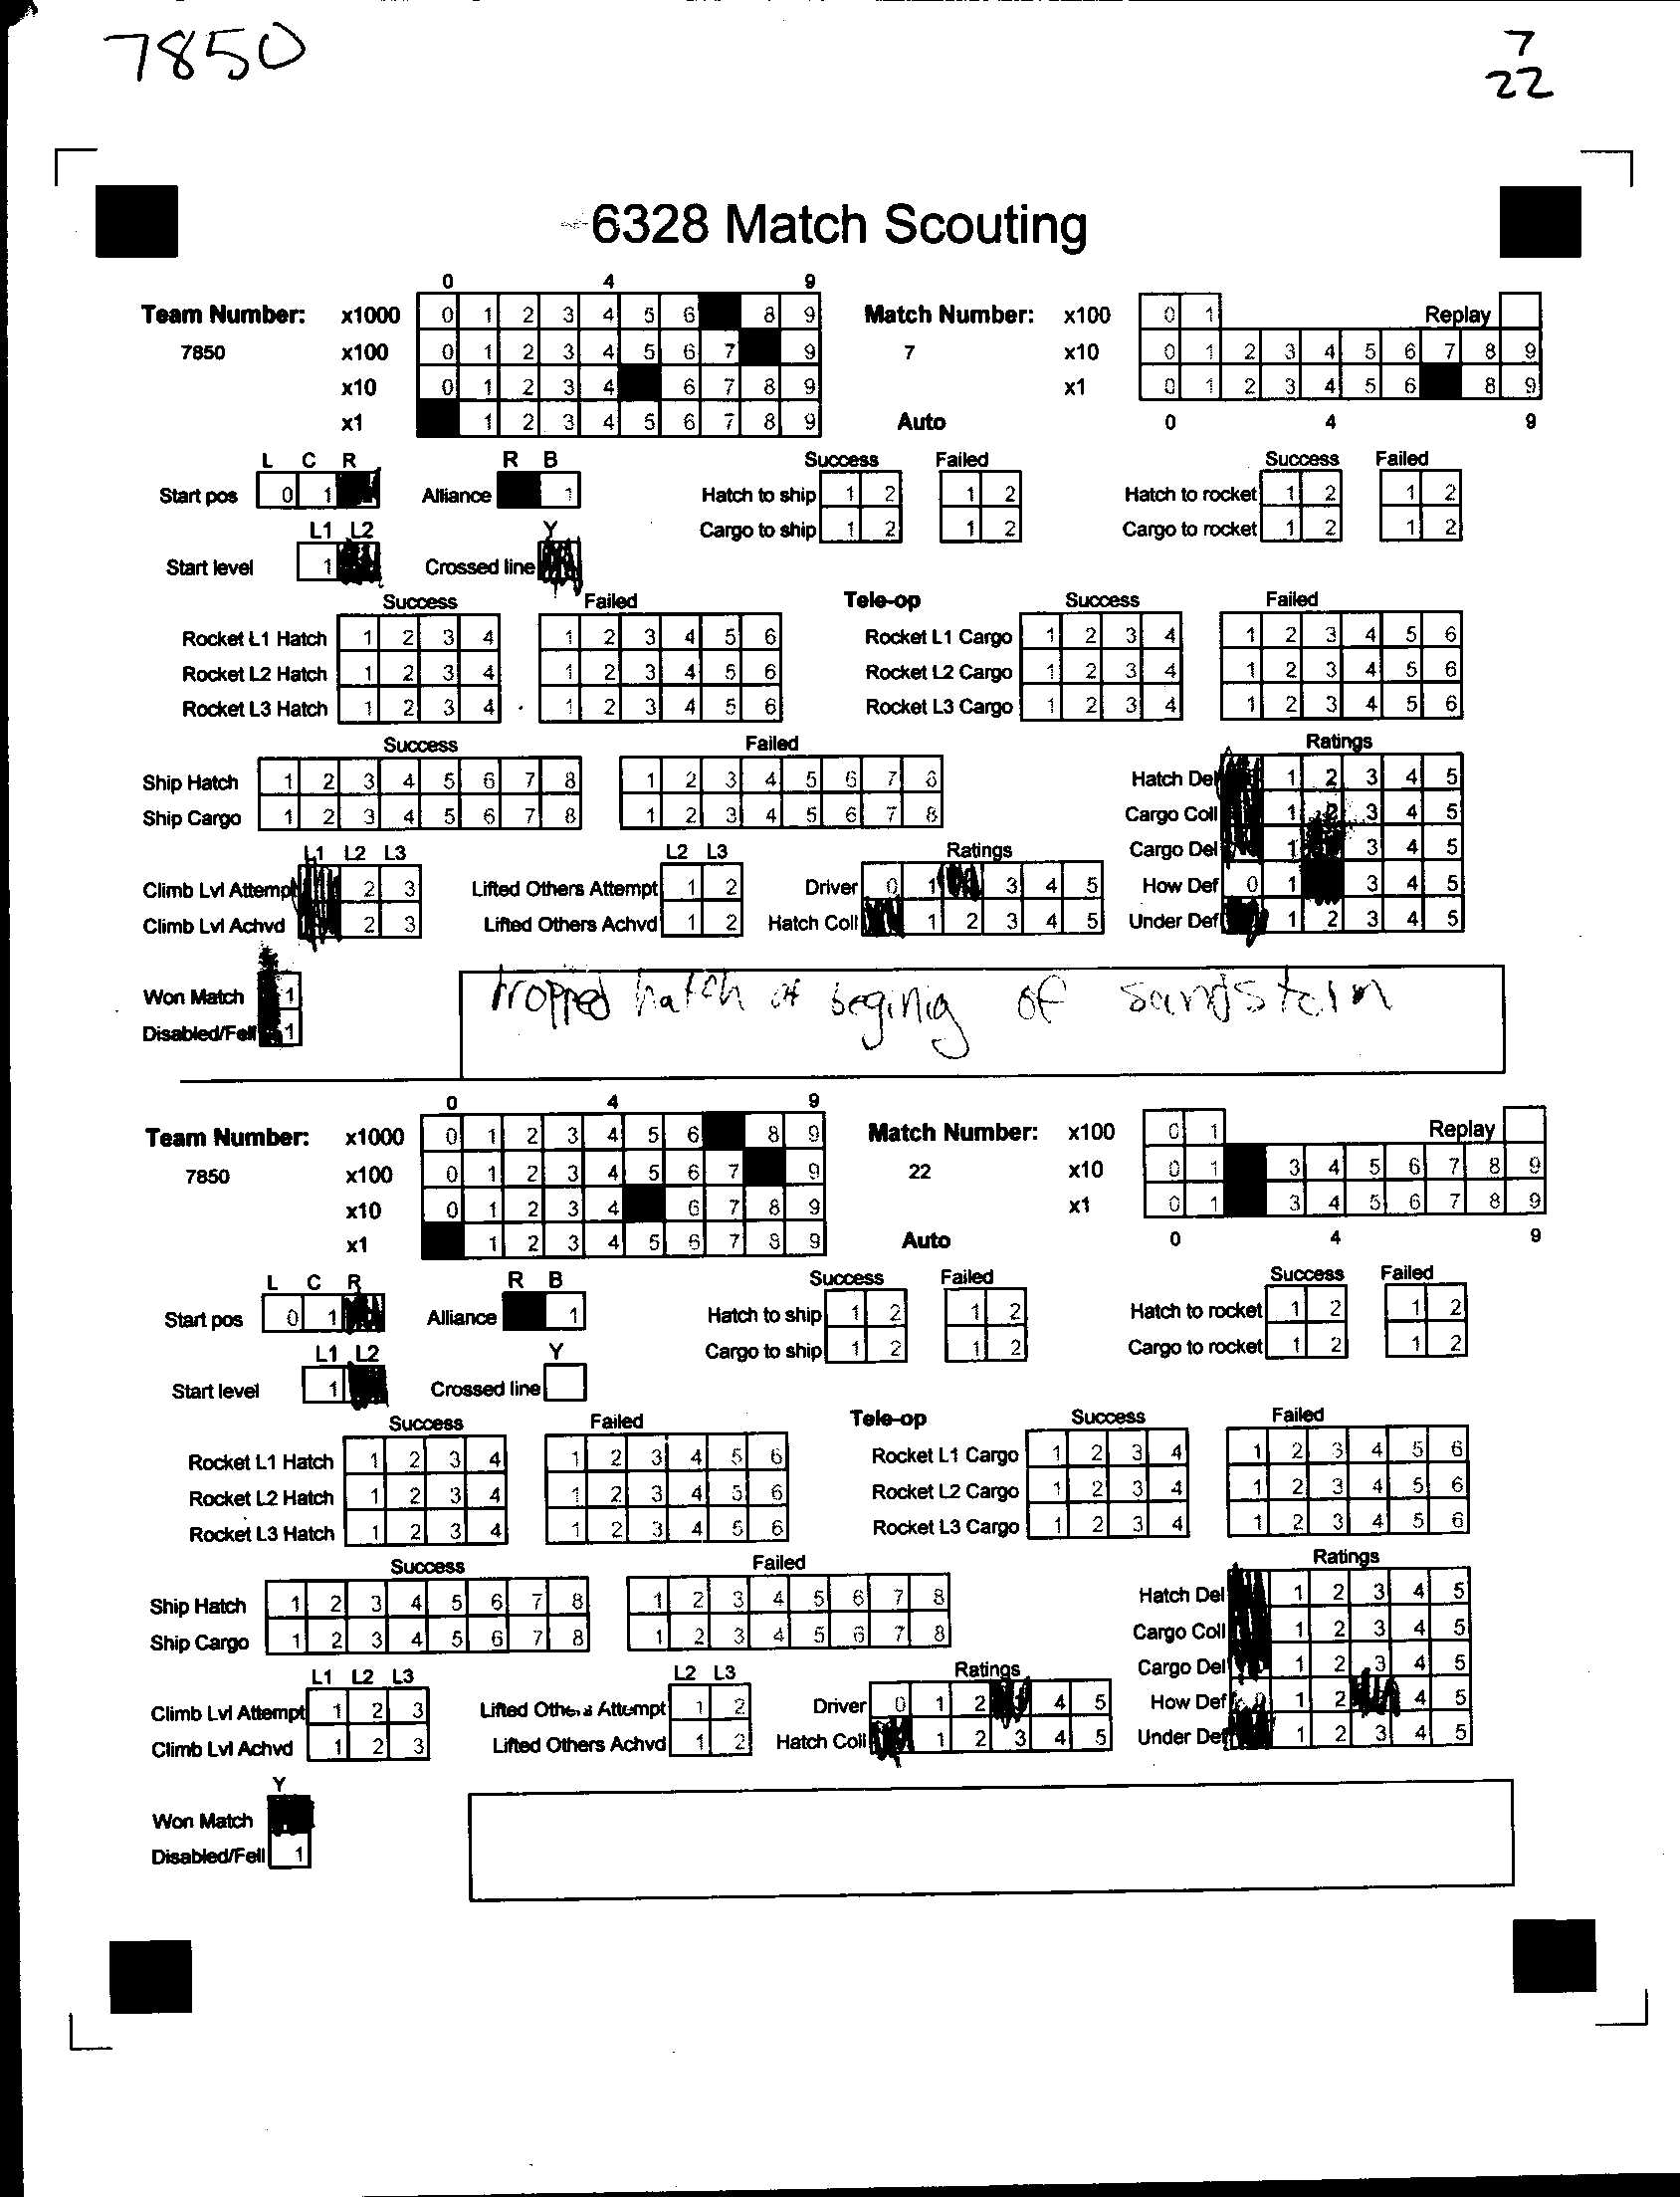 7850
7
22
6328 Match Scouting
0 4 9
Team Number: x1000 0 1 2 3 4 5 6 8 9 Match Number: x100 0 1 Replay
7850 x100 0 1 2 3 4 5 6 7 9 7 x10 0 1 2 3 4 5 6 7 8 9
x10 0 1 2 3 4 6 7 8 9 x1 0 1 2 3 4 5 6 8 9
x1 1 2 3 4 5 6 7 8 9 Auto 0 4 9
L C R R B Success Failed Success Failed
Start pos 0 1 Alliance 1 Hatch to ship 1 2 1 2 Hatch to rocket 1 2 1 2
L1 L2 Y Cargo to ship 1 2 1 2 Cargo to rocket 1 2 1 2
Start level 1 Crossed line
Success Failed Tele-op Success Failed
Rocket L1 Hatch 1 2 3 4 1 2 3 4 5 6 Rocket L1 Cargo 1 2 3 4 1 2 3 4 5 6
Rocket L2 Hatch 1 2 3 4 1 2 3 4 5 6 Rocket L2 Cargo 1 2 3 4 1 2 3 4 5 6
Rocket L3 Hatch 1 2 3 4 1 2 3 4 5 6 Rocket L3 Cargo 1 2 3 4 1 2 3 4 5 6
Success Failed Ratings
Ship Hatch 1 2 3 4 5 6 7 8 1 2 3 4 5 6 7 8 Hatch Del 1 2 3 4 5
Ship Cargo 1 2 3 4 5 6 7 8 1 2 3 4 5 6 7 8 Cargo Coll 1 2 3 4 5
L1 L2 L3 L2 L3 Ratings Cargo Del 1 3 4 5
Climb Lvl Attempt 2 3 Lifted Others Attempt 1 2 Driver 0 1 3 4 5 How Def 0 1 3 4 5
Climb Lvl Achvd 2 3 Lifted Others Achvd 1 2 Hatch Coll 1 2 3 4 5 Under Def 1 2 3 4 5
Won Match 1 hatch of beginig of
Disabled/Fell 1
0 4 9
Team Number: x1000 0 1 2 3 4 5 6 8 9 Match Number: x100 0 1 Replay
7850 x100 0 1 2 3 4 5 6 7 9 22 x10 0 1 3 4 5 6 7 8 9
x10 0 1 2 3 4 6 7 8 9 x1 0 1 3 4 5 6 7 8 9
x1 1 2 3 4 5 6 7 8 9 Auto 0 4 9
L C R R B Success Failed Success Failed
Start pos 0 1 Alliance 1 Hatch to ship 1 2 1 2 Hatch to rocket 1 2 1 2
L1 L2 Y Cargo to ship 1 2 1 2 Cargo to rocket 1 2 1 2
Start level 1 Crossed line
Success Failed Tele-op Success Failed
Rocket L1 Hatch 1 2 3 4 1 2 3 4 5 6 Rocket L1 Cargo 1 2 3 4 1 2 3 4 5 6
Rocket L2 Hatch 1 2 3 4 1 2 3 4 5 6 Rocket L2 Cargo 1 2 3 4 1 2 3 4 5 6
Rocket L3 Hatch 1 2 3 4 1 2 3 4 5 6 Rocket L3 Cargo 1 2 3 4 1 2 3 4 5 6
Success Failed Ratings
Ship Hatch 1 2 3 4 5 6 7 8 1 2 3 4 5 6 7 8 Hatch Del 1 2 3 4 5
Ship Cargo 1 2 3 4 5 6 7 8 1 2 3 4 5 6 7 8 Cargo Coll 1 2 3 4 5
L1 L2 L3 L2 L3 Ratings Cargo Del 1 2 3 4 5
Climb Lvl Attempt 1 2 3 Lifted Others Attempt 1 2 Driver 0 1 2 4 5 How Def 0 1 2 4 5
Climb Lvl Achvd 1 2 3 Lifted Others Achvd 1 2 Hatch Coll 1 2 3 4 5 Under Def 1 2 3 4 5
Y
Won Match
Disabled/Fell 1